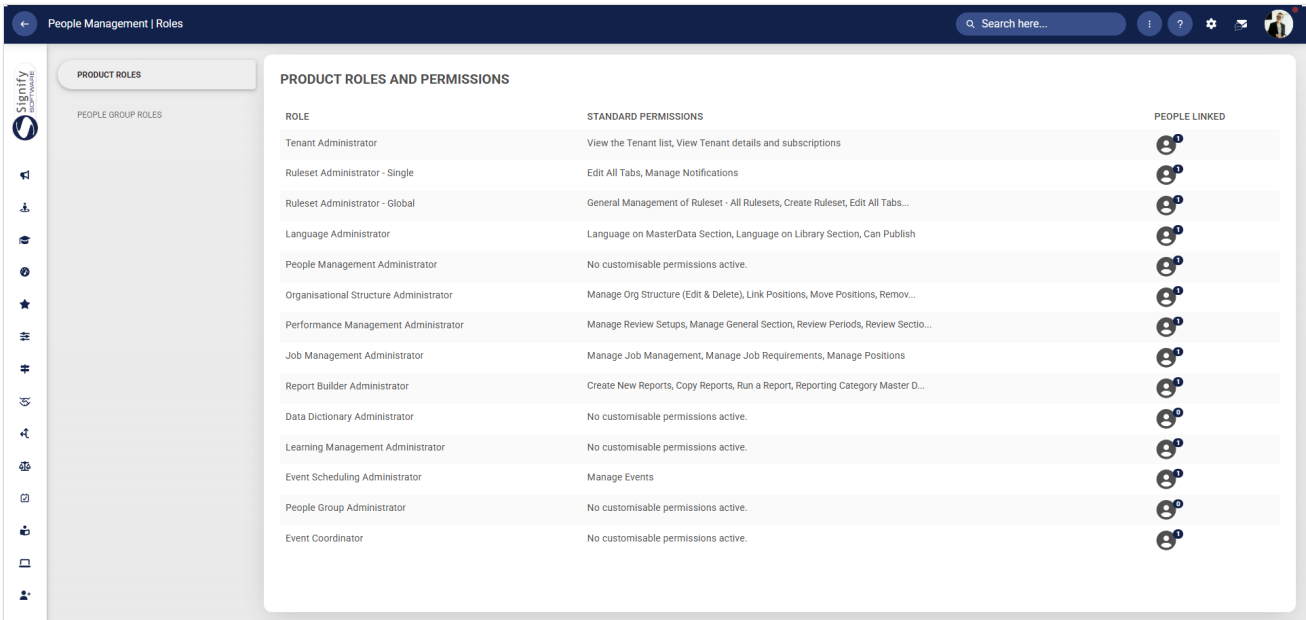 People Management | Roles
Search here...
Signify
SOFTWARE
PRODUCT ROLES
PEOPLE GROUP ROLES
PRODUCT ROLES AND PERMISSIONS
ROLE STANDARD PERMISSIONS PEOPLE LINKED
Tenant Administrator View the Tenant list, View Tenant details and subscriptions 1
Ruleset Administrator - Single Edit All Tabs, Manage Notifications 1
Ruleset Administrator - Global General Management of Ruleset - All Rulesets, Create Ruleset, Edit All Tabs... 1
Language Administrator Language on MasterData Section, Language on Library Section, Can Publish 1
People Management Administrator No customisable permissions active. 1
Organisational Structure Administrator Manage Org Structure (Edit & Delete), Link Positions, Move Positions, Remov... 1
Performance Management Administrator Manage Review Setups, Manage General Section, Review Periods, Review Sectio... 1
Job Management Administrator Manage Job Management, Manage Job Requirements, Manage Positions 1
Report Builder Administrator Create New Reports, Copy Reports, Run a Report, Reporting Category Master D... 1
Data Dictionary Administrator No customisable permissions active. 0
Learning Management Administrator No customisable permissions active. 1
Event Scheduling Administrator Manage Events 1
People Group Administrator No customisable permissions active. 0
Event Coordinator No customisable permissions active. 1